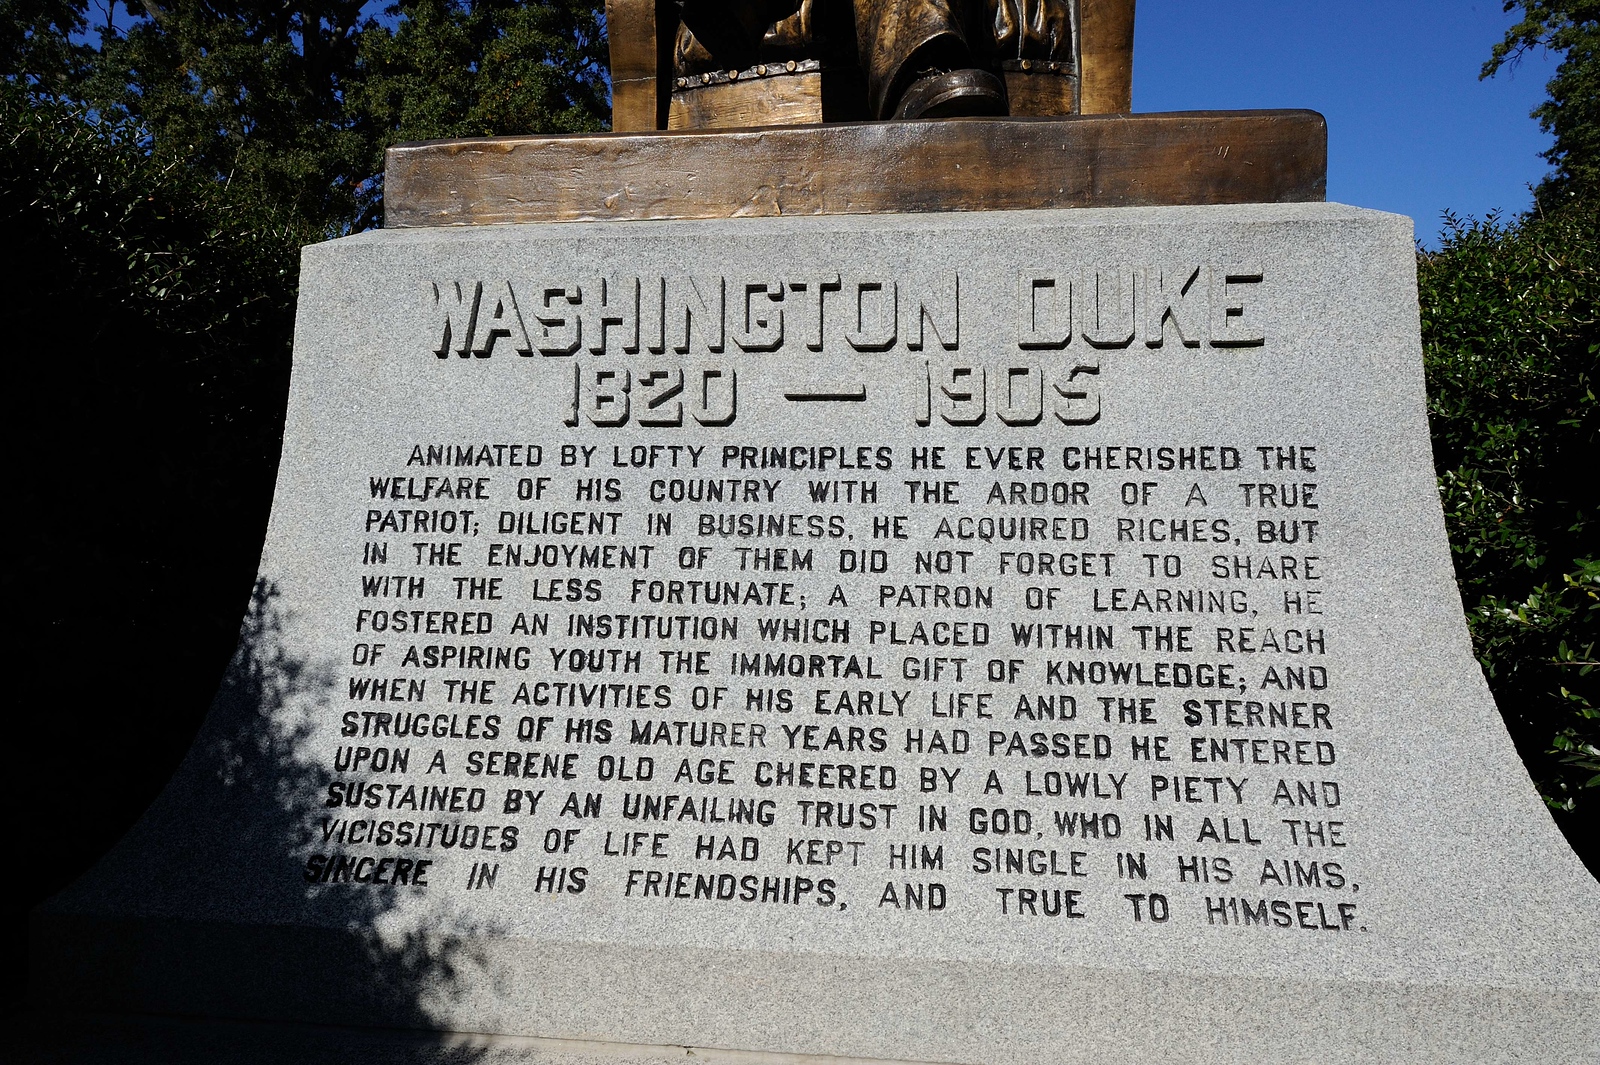 WASHINGTON DUKE
1820 — 1905
ANIMATED BY LOFTY PRINCIPLES HE EVER CHERISHED THE
WELFARE OF HIS COUNTRY WITH THE ARDOR OF A TRUE
PATRIOT; DILIGENT IN BUSINESS, HE ACQUIRED RICHES, BUT
IN THE ENJOYMENT OF THEM DID NOT FORGET TO SHARE
WITH THE LESS FORTUNATE; A PATRON OF LEARNING, HE
FOSTERED AN INSTITUTION WHICH PLACED WITHIN THE REACH
OF ASPIRING YOUTH THE IMMORTAL GIFT OF KNOWLEDGE; AND
WHEN THE ACTIVITIES OF HIS EARLY LIFE AND THE STERNER
STRUGGLES OF HIS MATURER YEARS HAD PASSED HE ENTERED
UPON A SERENE OLD AGE CHEERED BY A LOWLY PIETY AND
SUSTAINED BY AN UNFAILING TRUST IN GOD, WHO IN ALL THE
VICISSITUDES OF LIFE HAD KEPT HIM SINGLE IN HIS AIMS,
SINCERE IN HIS FRIENDSHIPS, AND TRUE TO HIMSELF.